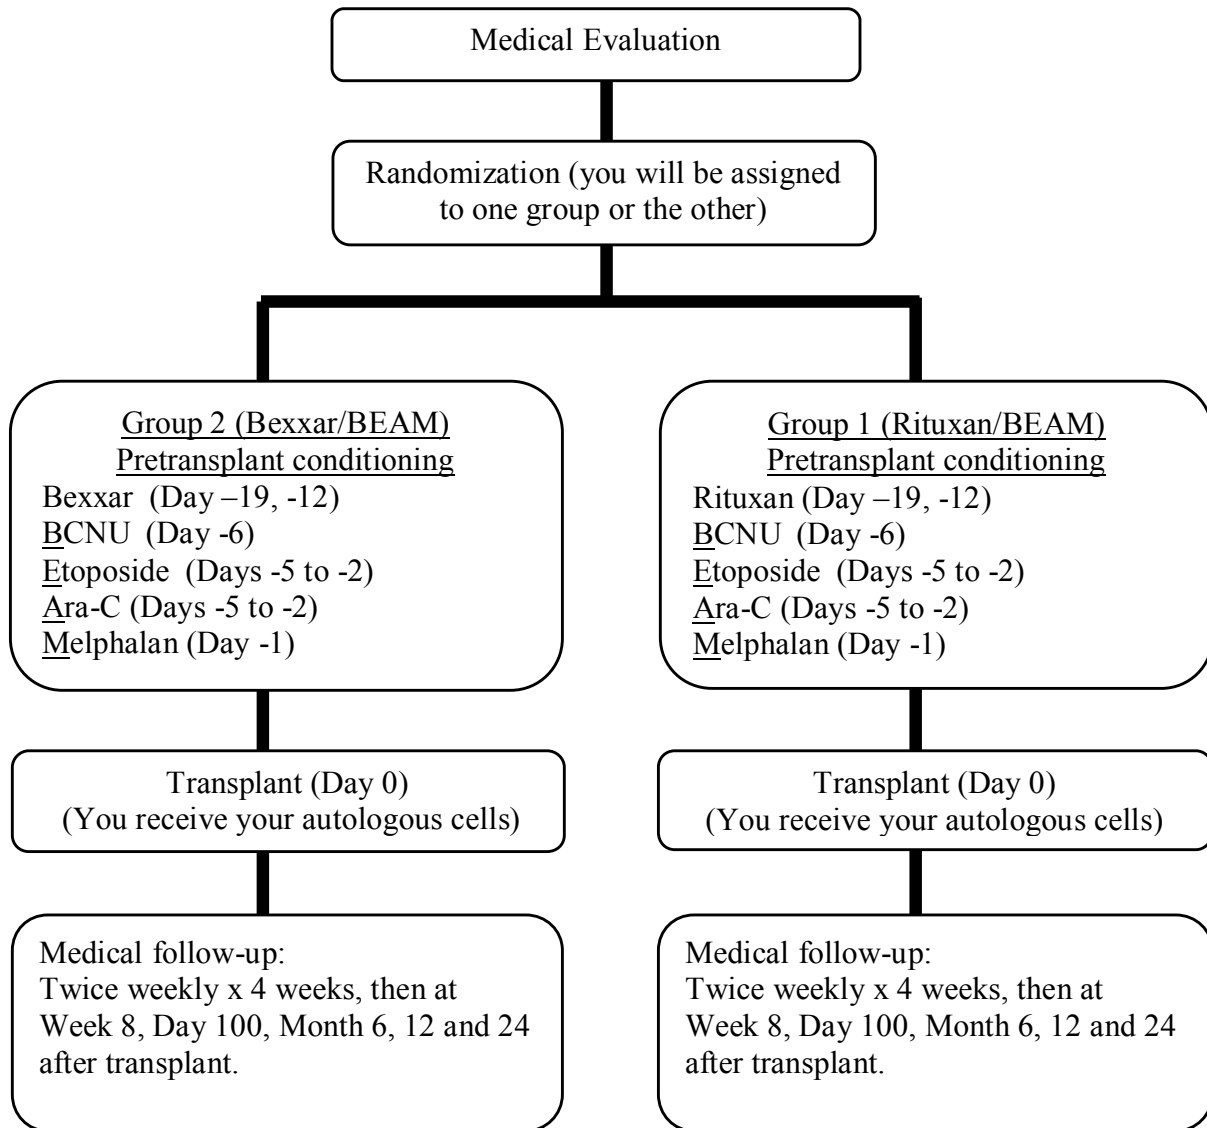 Medical Evaluation
Randomization (you will be assigned
to one group or the other)
Group 2 (Bexxar/BEAM)
Pretransplant conditioning
Bexxar  (Day –19, -12)
BCNU  (Day -6)
Etoposide  (Days -5 to -2)
Ara-C (Days -5 to -2)
Melphalan (Day -1)
Group 1 (Rituxan/BEAM)
Pretransplant conditioning
Rituxan (Day –19, -12)
BCNU  (Day -6)
Etoposide  (Days -5 to -2)
Ara-C (Days -5 to -2)
Melphalan (Day -1)
Transplant (Day 0)
(You receive your autologous cells)
Transplant (Day 0)
(You receive your autologous cells)
Medical follow-up:
Twice weekly x 4 weeks, then at
Week 8, Day 100, Month 6, 12 and 24
after transplant.
Medical follow-up:
Twice weekly x 4 weeks, then at
Week 8, Day 100, Month 6, 12 and 24
after transplant.